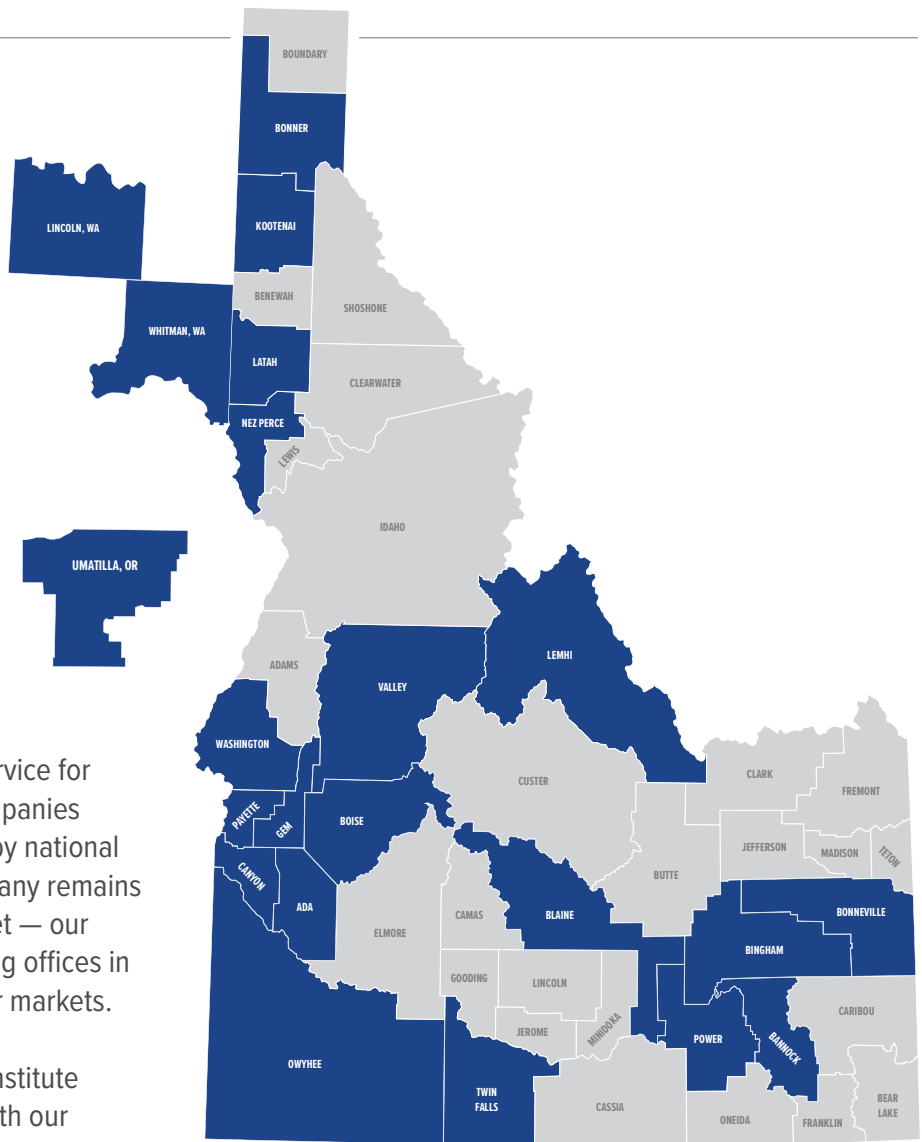 BOUNDARY
BONNER
LINCOLN, WA
KOOTENAI
BENEWAH
SHOSHONE
WHITMAN, WA
LATAH
CLEARWATER
NEZ PERCE
LEWIS
IDAHO
UMATILLA, OR
LEMHI
ADAMS
VALLEY
WASHINGTON
CUSTER
CLARK
FREMONT
PAYETTE
GEM
BOISE
JEFFERSON
MADISON
TETON
BUTTE
CANYON
ADA
ELMORE
CAMAS
BLAINE
BONNEVILLE
BINGHAM
GOODING
LINCOLN
JEROME
MINIDOKA
CARIBOU
POWER
BANNOCK
OWYHEE
TWIN
FALLS
CASSIA
ONEIDA
FRANKLIN
BEAR
LAKE
rvice for
panies
by national
any remains
et — our
g offices in
r markets.
nstitute
th our